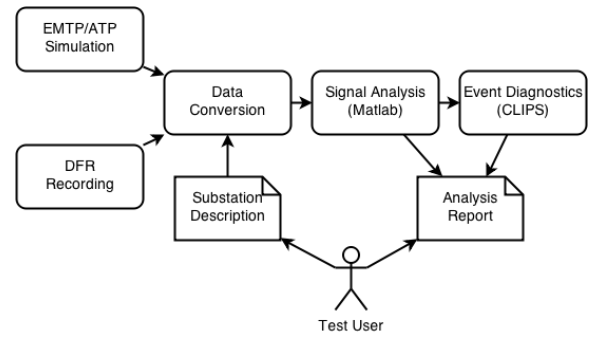 EMTP/ATP
Simulation
Data
Conversion
Signal Analysis
(Matlab)
Event Diagnostics
(CLIPS)
DFR
Recording
Substation
Description
Analysis
Report
Test User